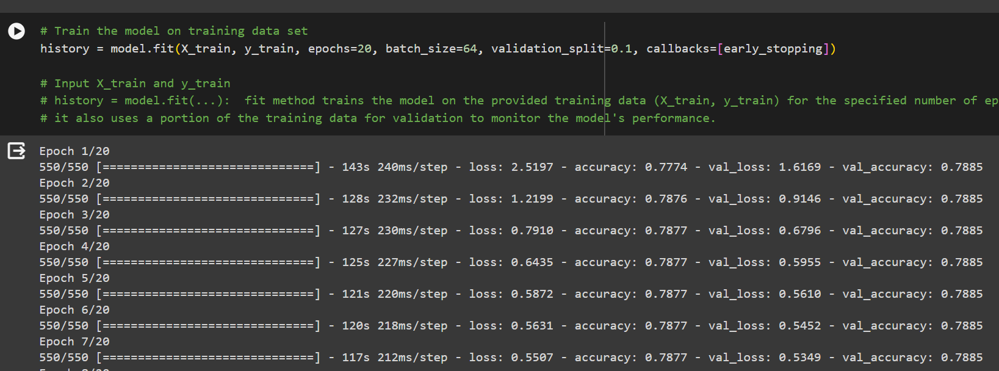 # Train the model on training data set
history = model.fit(X_train, y_train, epochs=20, batch_size=64, validation_split=0.1, callbacks=[early_stopping])
# Input X_train and y_train
# history = model.fit(...):  fit method trains the model on the provided training data (X_train, y_train) for the specified number of ep
# it also uses a portion of the training data for validation to monitor the model's performance.
Epoch 1/20
550/550 [==============================] - 143s 240ms/step - loss: 2.5197 - accuracy: 0.7774 - val_loss: 1.6169 - val_accuracy: 0.7885
Epoch 2/20
550/550 [==============================] - 128s 232ms/step - loss: 1.2199 - accuracy: 0.7876 - val_loss: 0.9146 - val_accuracy: 0.7885
Epoch 3/20
550/550 [==============================] - 127s 230ms/step - loss: 0.7910 - accuracy: 0.7877 - val_loss: 0.6796 - val_accuracy: 0.7885
Epoch 4/20
550/550 [==============================] - 125s 227ms/step - loss: 0.6435 - accuracy: 0.7877 - val_loss: 0.5955 - val_accuracy: 0.7885
Epoch 5/20
550/550 [==============================] - 121s 220ms/step - loss: 0.5872 - accuracy: 0.7877 - val_loss: 0.5610 - val_accuracy: 0.7885
Epoch 6/20
550/550 [==============================] - 120s 218ms/step - loss: 0.5631 - accuracy: 0.7877 - val_loss: 0.5452 - val_accuracy: 0.7885
Epoch 7/20
550/550 [==============================] - 117s 212ms/step - loss: 0.5507 - accuracy: 0.7877 - val_loss: 0.5349 - val_accuracy: 0.7885